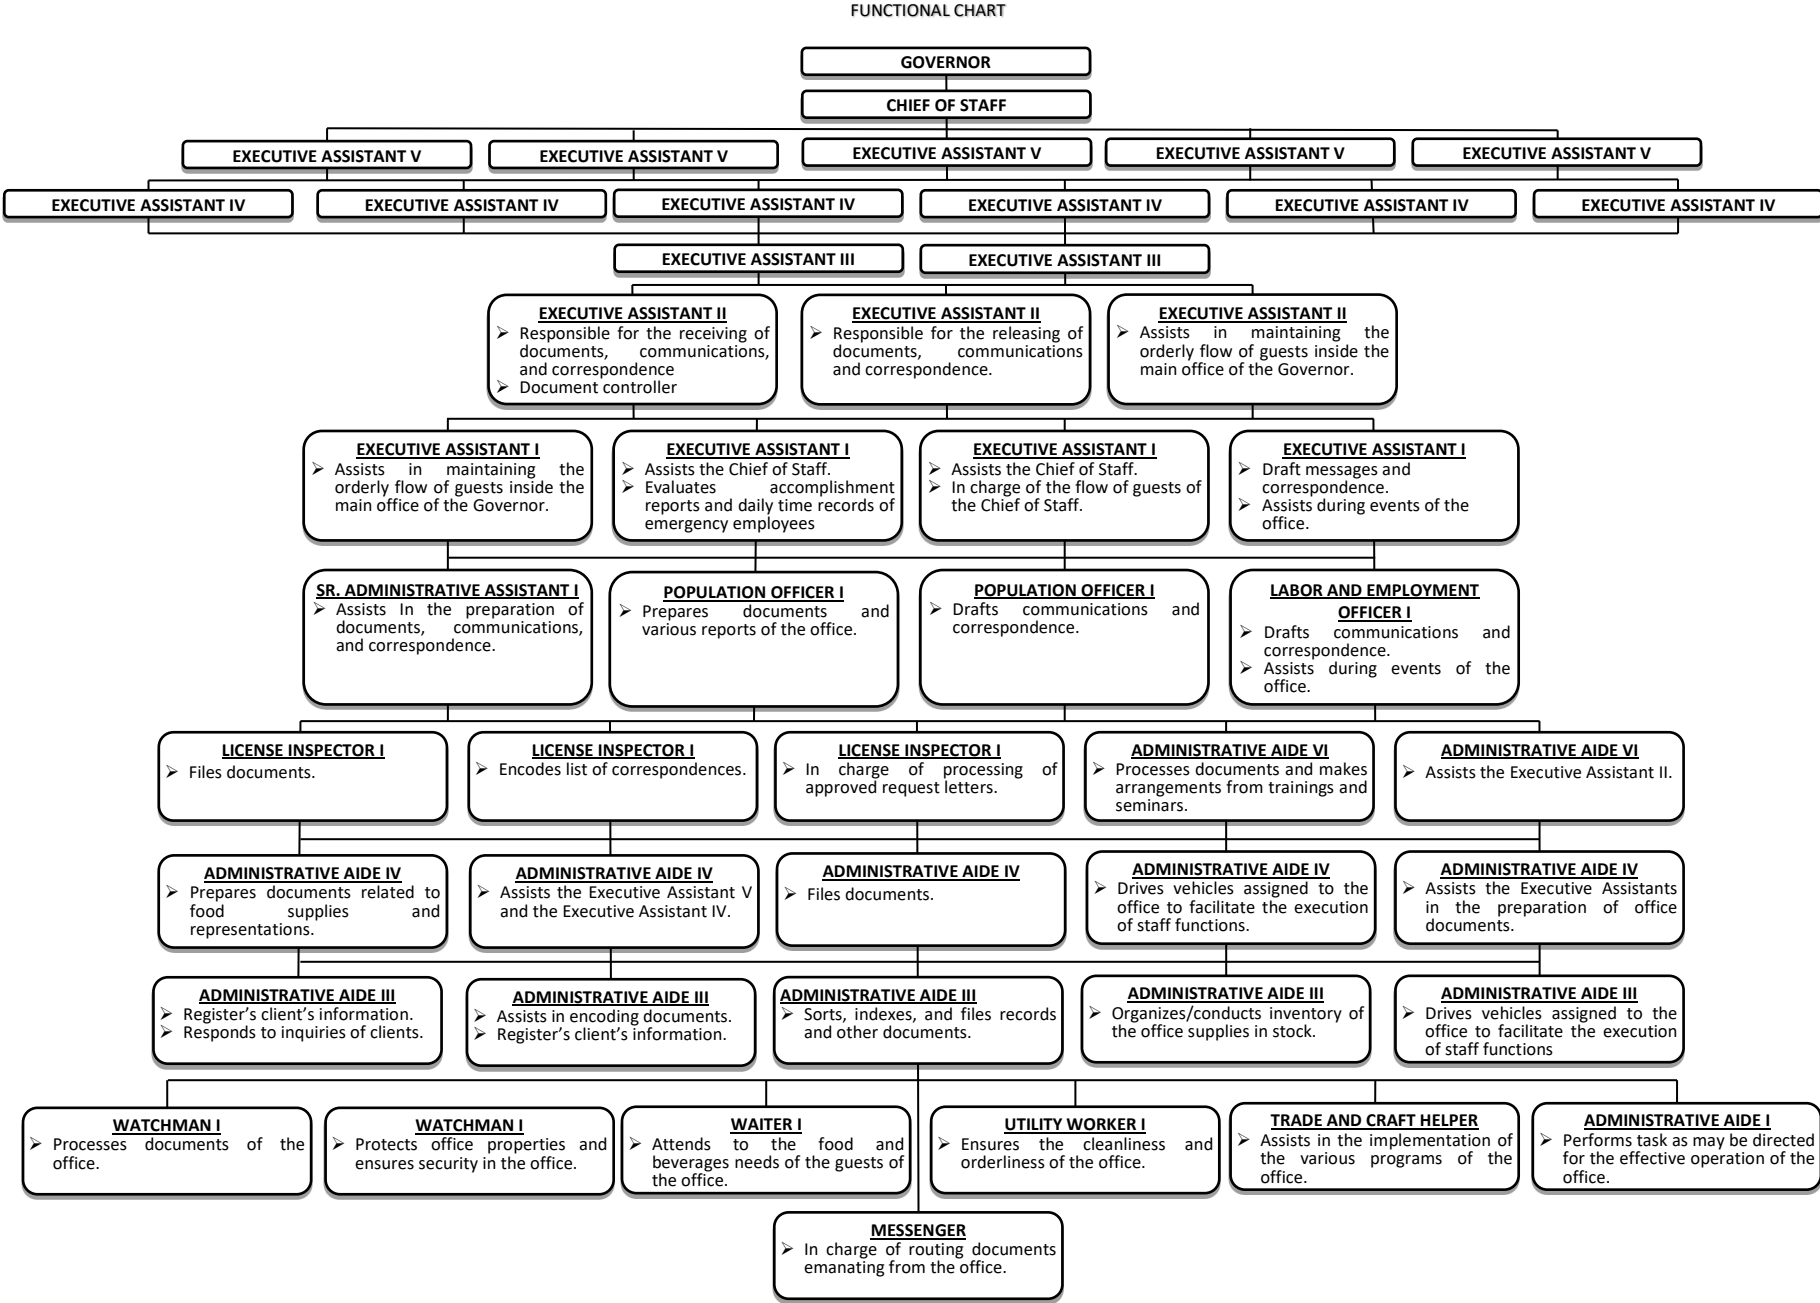 FUNCTIONAL CHART
GOVERNOR
CHIEF OF STAFF
EXECUTIVE ASSISTANT V
EXECUTIVE ASSISTANT V
EXECUTIVE ASSISTANT V
EXECUTIVE ASSISTANT V
EXECUTIVE ASSISTANT V
EXECUTIVE ASSISTANT IV
EXECUTIVE ASSISTANT IV
EXECUTIVE ASSISTANT IV
EXECUTIVE ASSISTANT IV
EXECUTIVE ASSISTANT IV
EXECUTIVE ASSISTANT IV
EXECUTIVE ASSISTANT III
EXECUTIVE ASSISTANT III
EXECUTIVE ASSISTANT II
➢ Responsible for the receiving of
documents, communications,
and correspondence
➢ Document controller
EXECUTIVE ASSISTANT II
➢ Responsible for the releasing of
documents, communications
and correspondence.
EXECUTIVE ASSISTANT II
➢ Assists in maintaining the
orderly flow of guests inside the
main office of the Governor.
EXECUTIVE ASSISTANT I
➢ Assists in maintaining the
orderly flow of guests inside the
main office of the Governor.
EXECUTIVE ASSISTANT I
➢ Assists the Chief of Staff.
➢ Evaluates accomplishment
reports and daily time records of
emergency employees
EXECUTIVE ASSISTANT I
➢ Assists the Chief of Staff.
➢ In charge of the flow of guests of
the Chief of Staff.
EXECUTIVE ASSISTANT I
➢ Draft messages and
correspondence.
➢ Assists during events of the
office.
SR. ADMINISTRATIVE ASSISTANT I
➢ Assists In the preparation of
documents, communications,
and correspondence.
POPULATION OFFICER I
➢ Prepares documents and
various reports of the office.
POPULATION OFFICER I
➢ Drafts communications and
correspondence.
LABOR AND EMPLOYMENT
OFFICER I
➢ Drafts communications and
correspondence.
➢ Assists during events of the
office.
LICENSE INSPECTOR I
➢ Files documents.
LICENSE INSPECTOR I
➢ Encodes list of correspondences.
LICENSE INSPECTOR I
➢ In charge of processing of
approved request letters.
ADMINISTRATIVE AIDE VI
➢ Processes documents and makes
arrangements from trainings and
seminars.
ADMINISTRATIVE AIDE VI
➢ Assists the Executive Assistant II.
ADMINISTRATIVE AIDE IV
➢ Prepares documents related to
food supplies and
representations.
ADMINISTRATIVE AIDE IV
➢ Assists the Executive Assistant V
and the Executive Assistant IV.
ADMINISTRATIVE AIDE IV
➢ Files documents.
ADMINISTRATIVE AIDE IV
➢ Drives vehicles assigned to the
office to facilitate the execution
of staff functions.
ADMINISTRATIVE AIDE IV
➢ Assists the Executive Assistants
in the preparation of office
documents.
ADMINISTRATIVE AIDE III
➢ Register’s client’s information.
➢ Responds to inquiries of clients.
ADMINISTRATIVE AIDE III
➢ Assists in encoding documents.
➢ Register’s client’s information.
ADMINISTRATIVE AIDE III
➢ Sorts, indexes, and files records
and other documents.
ADMINISTRATIVE AIDE III
➢ Organizes/conducts inventory of
the office supplies in stock.
ADMINISTRATIVE AIDE III
➢ Drives vehicles assigned to the
office to facilitate the execution
of staff functions
WATCHMAN I
➢ Processes documents of the
office.
WATCHMAN I
➢ Protects office properties and
ensures security in the office.
WAITER I
➢ Attends to the food and
beverages needs of the guests of
the office.
UTILITY WORKER I
➢ Ensures the cleanliness and
orderliness of the office.
TRADE AND CRAFT HELPER
➢ Assists in the implementation of
the various programs of the
office.
ADMINISTRATIVE AIDE I
➢ Performs task as may be directed
for the effective operation of the
office.
MESSENGER
➢ In charge of routing documents
emanating from the office.